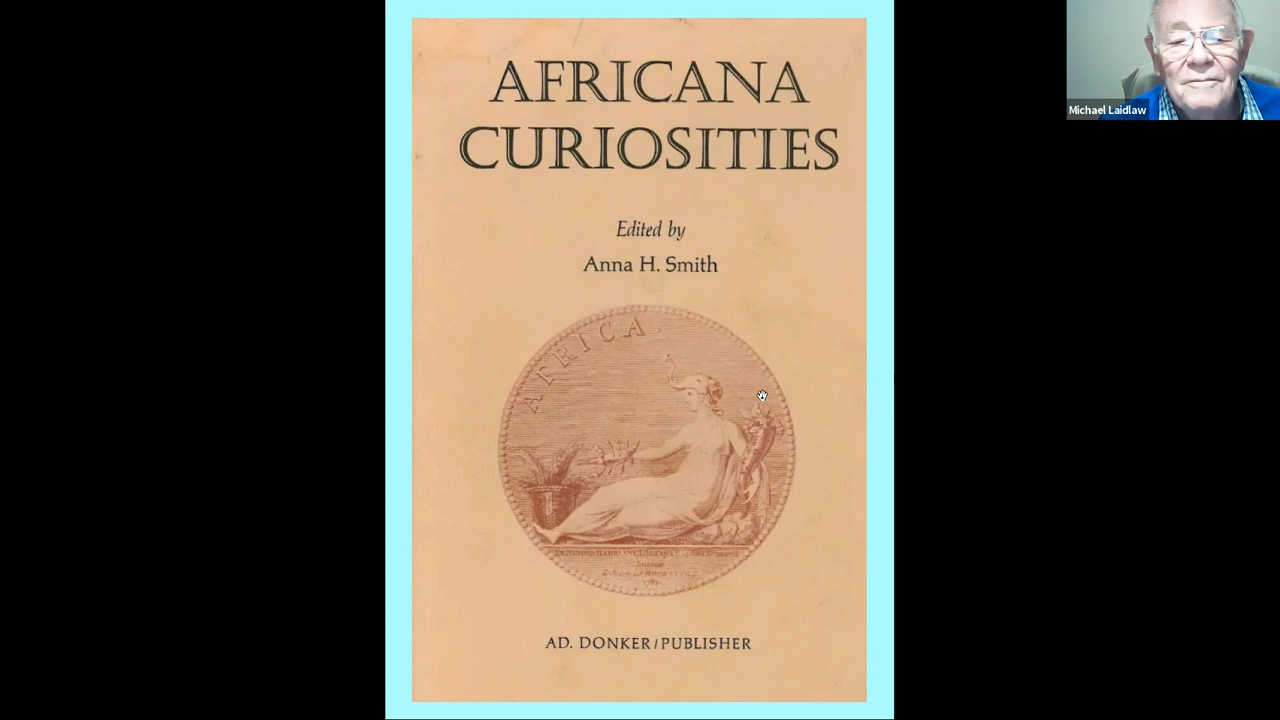 AFRICANA
CURIOSITIES
Edited by
Anna H. Smith
AFRICA.
AD. DONKER/PUBLISHER
Michael Laidlaw